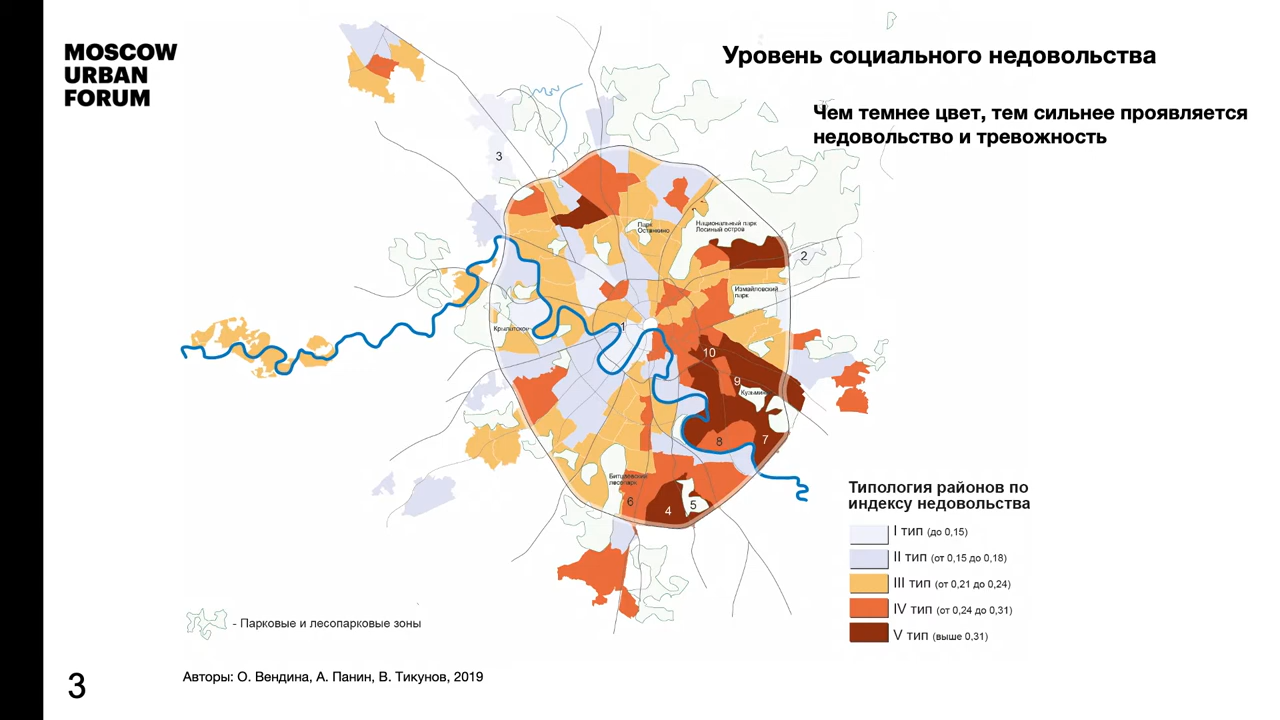 MOSCOW
URBAN
FORUM
Уровень социального недовольства
Чем темнее цвет, тем сильнее проявляется
недовольство и тревожность
3
2
Парк
Останкино
Национальный парк
Лосиный остров
Измайловский
парк
Крылатское
1
10
9
Кузьминки
8
7
Битцевский
лесопарк
6
4
5
Типология районов по
индексу недовольства
I тип (до 0,15)
II тип (от 0,15 до 0,18)
III тип (от 0,21 до 0,24)
IV тип (от 0,24 до 0,31)
V тип (выше 0,31)
- Парковые и лесопарковые зоны
Авторы: О. Вендина, А. Панин, В. Тикунов, 2019
3